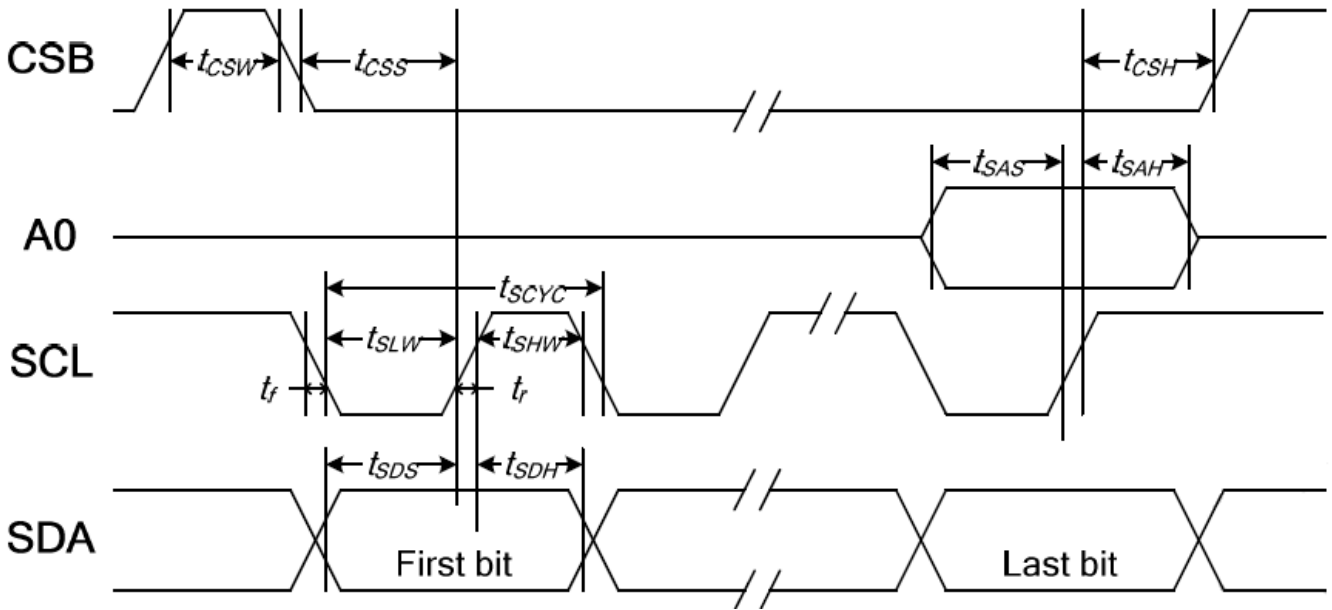 CSB
tCSW
tCSS
tCSH
tSAS
tSAH
A0
tSCYC
tSLW
tSHW
SCL
tf
tr
tSDS
tSDH
SDA
First bit
Last bit